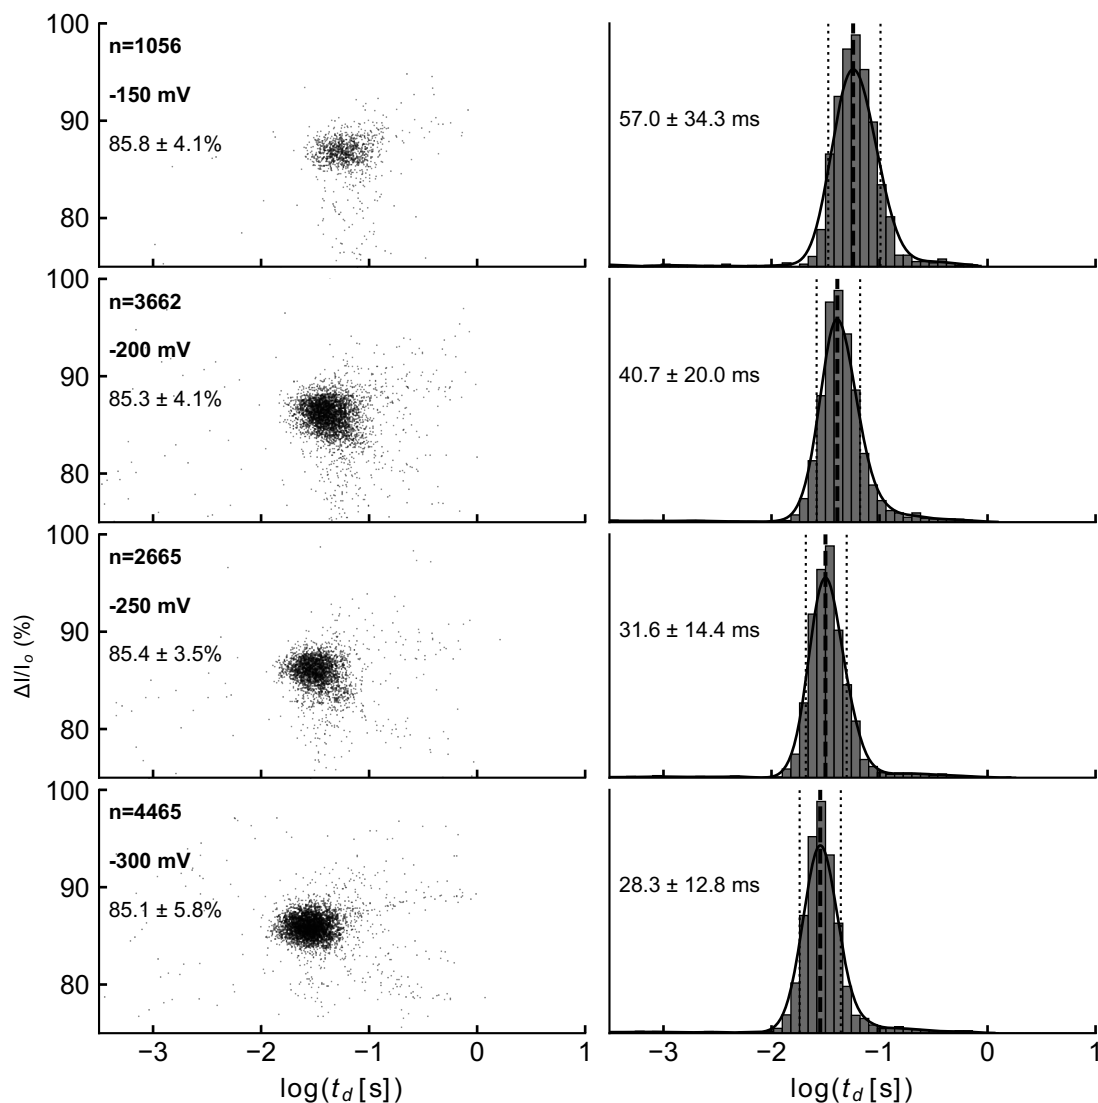 100
n=1056
-150 mV
90
85.8 ± 4.1%
80
57.0 ± 34.3 ms
100
n=3662
-200 mV
90
85.3 ± 4.1%
80
40.7 ± 20.0 ms
100
n=2665
-250 mV
90
85.4 ± 3.5%
80
31.6 ± 14.4 ms
ΔI/Iₒ (%)
100
n=4465
-300 mV
90
85.1 ± 5.8%
80
28.3 ± 12.8 ms
−3 −2 −1 0 1
log(t_d [s])
−3 −2 −1 0 1
log(t_d [s])